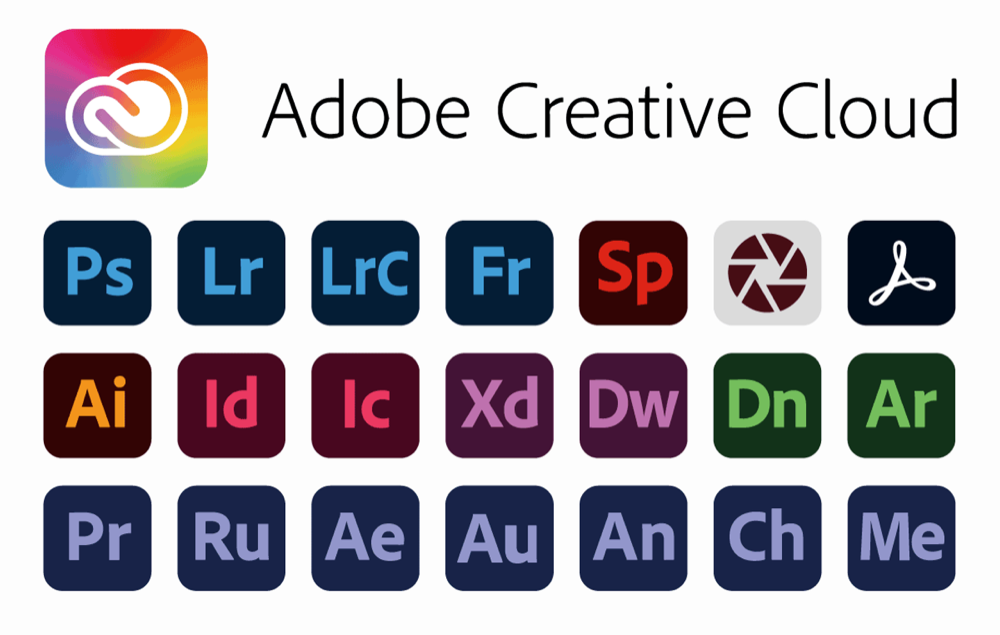 Adobe Creative Cloud
Ps Lr LrC Fr Sp
Ai Id Ic Xd Dw Dn Ar
Pr Ru Ae Au An Ch Me